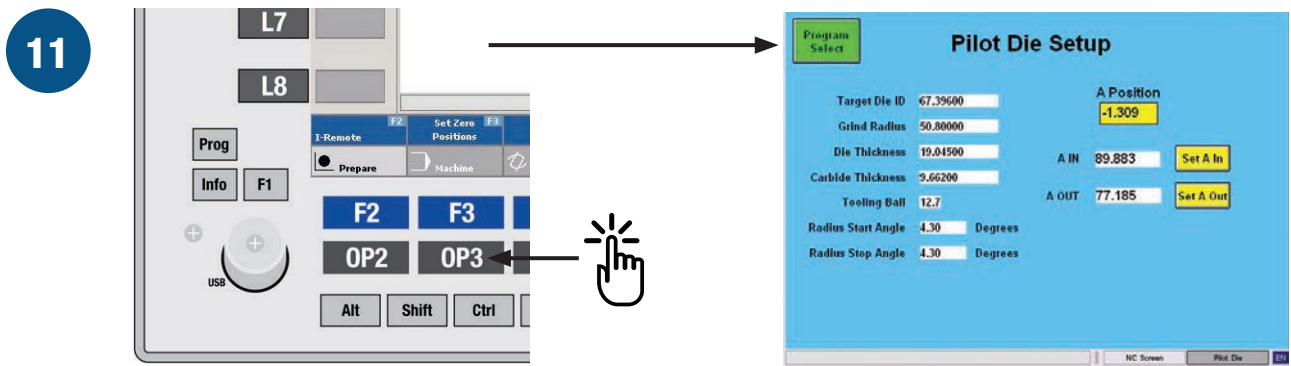 11
L7
L8
Prog
Info
F1
USB
F2
I-Remote
Set Zero F3
Positions
Prepare
Machine
F2
F3
OP2
OP3
Alt
Shift
Ctrl
Program
Select
Pilot Die Setup
A Position
-1.309
Target Die ID 67.39600
Grind Radius 50.80000
Die Thickness 19.04500
Carbide Thickness 9.66200
Tooling Ball 12.7
Radius Start Angle 4.30 Degrees
Radius Stop Angle 4.30 Degrees
A IN 89.883 Set A In
A OUT 77.185 Set A Out
NC Screen
Pilot Die
EN